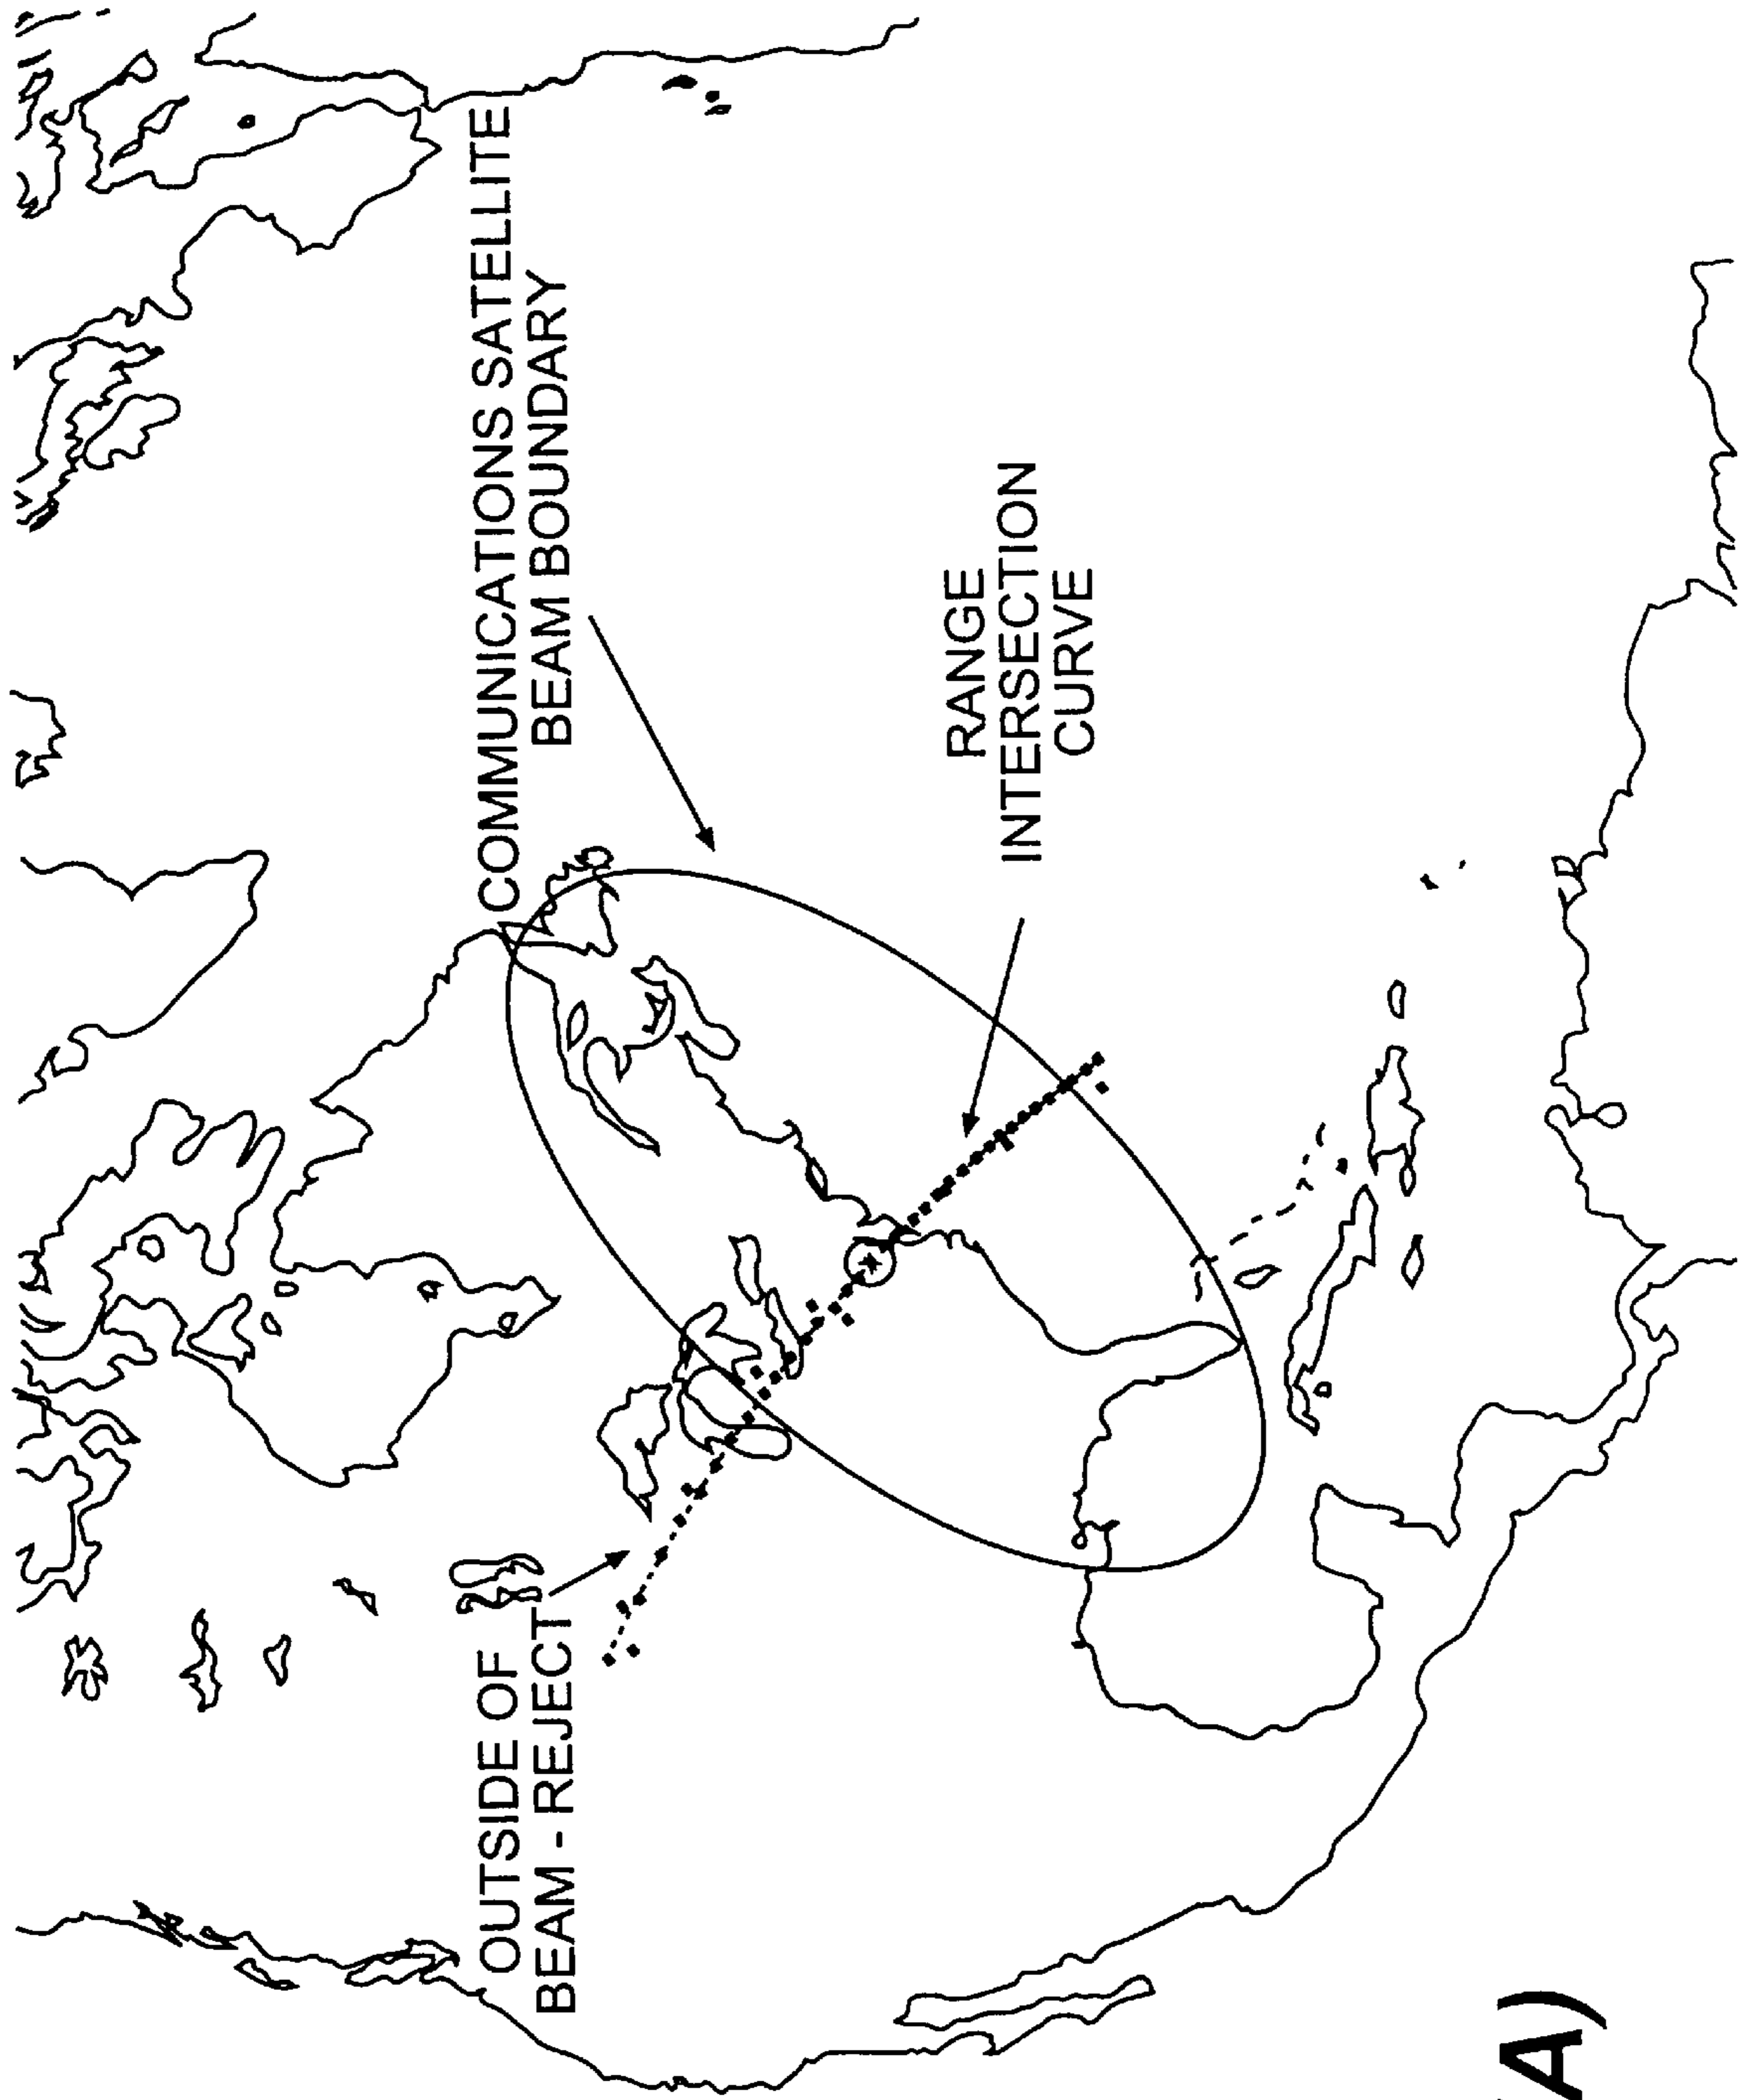 COMMUNICATIONS SATELLITE
BEAM BOUNDARY
OUTSIDE OF
BEAM - REJECT
RANGE
INTERSECTION
CURVE
A)